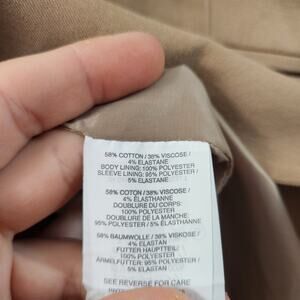 58% COTTON / 38% VISCOSE /
4% ELASTANE
BODY LINING: 100% POLYESTER
SLEEVE LINING: 95% POLYESTER /
5% ELASTANE
58% COTON / 38% VISCOSE /
4% ÉLASTHANNE
DOUBLURE DU CORPS:
100% POLYESTER
DOUBLURE DE LA MANCHE:
95% POLYESTER / 5% ÉLASTHANNE
58% BAUMWOLLE / 38% VISKOSE /
4% ELASTAN
FUTTER HAUPTTEIL:
100% POLYESTER
ÄRMELFUTTER: 95% POLYESTER /
5% ELASTAN
SEE REVERSE FOR CARE